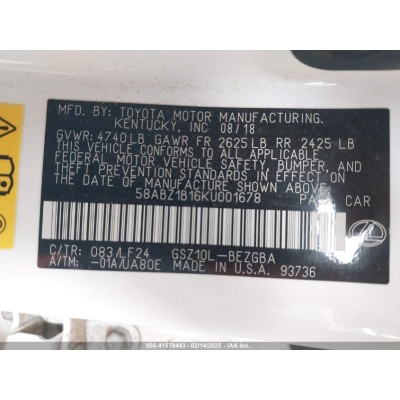 MFD. BY: TOYOTA MOTOR MANUFACTURING.
KENTUCKY, INC 08/18
GVWR: 4740LB GAWR FR 2625LB RR 2425 LB
THIS VEHICLE CONFORMS TO ALL APPLICABLE
FEDERAL MOTOR VEHICLE SAFETY, BUMPER, AND
THEFT PREVENTION STANDARDS IN EFFECT ON
THE DATE OF MANUFACTURE SHOWN ABOVE.
58ABZ1B16KU001678 PASS CAR
C/TR: 083/LF24 GSZ10L-BEZGBA
A/TM: -01A/UA80E MADE IN U.S.A. 93736
© 41579443 - 02/14/2025 - IAA Inc.